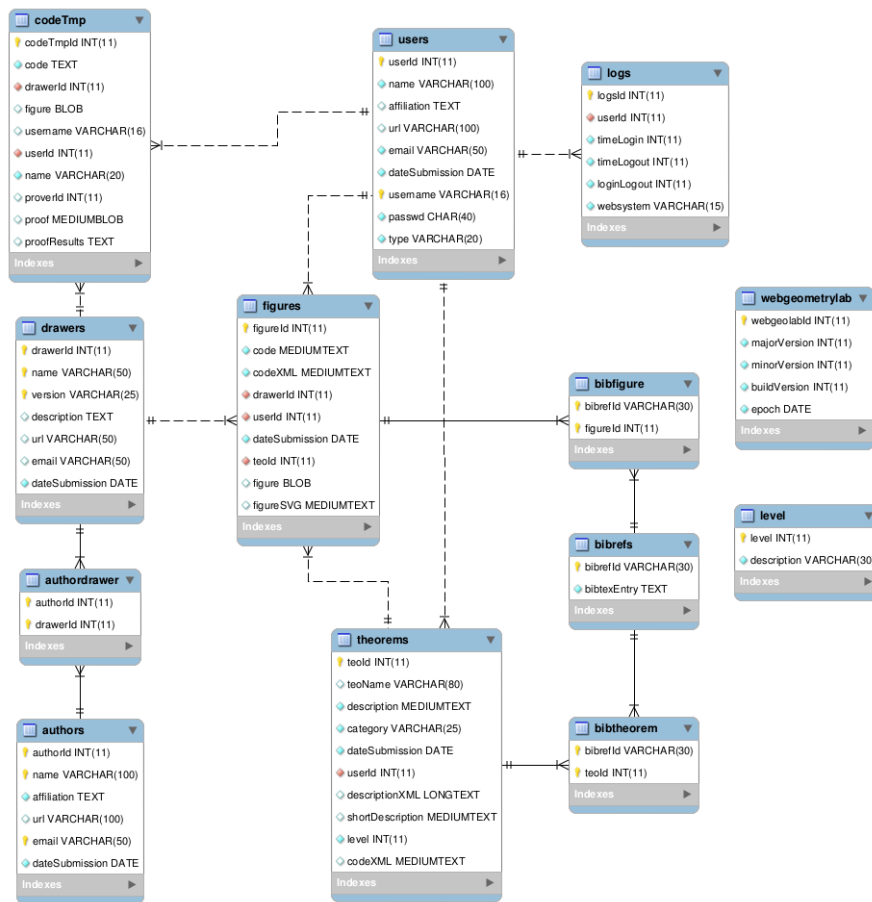 codeTmp
codeTmpId INT(11)
code TEXT
drawerId INT(11)
figure BLOB
username VARCHAR(16)
userId INT(11)
name VARCHAR(20)
proverId INT(11)
proof MEDIUMBLOB
proofResults TEXT
Indexes
users
userId INT(11)
name VARCHAR(100)
affiliation TEXT
url VARCHAR(100)
email VARCHAR(50)
dateSubmission DATE
username VARCHAR(16)
passwd CHAR(40)
type VARCHAR(20)
Indexes
logs
logsId INT(11)
userId INT(11)
timeLogin INT(11)
timeLogout INT(11)
loginLogout INT(11)
websystem VARCHAR(15)
Indexes
drawers
drawerId INT(11)
name VARCHAR(50)
version VARCHAR(25)
description TEXT
url VARCHAR(50)
email VARCHAR(50)
dateSubmission DATE
Indexes
figures
figureId INT(11)
code MEDIUMTEXT
codeXML MEDIUMTEXT
drawerId INT(11)
userId INT(11)
dateSubmission DATE
teoId INT(11)
figure BLOB
figureSVG MEDIUMTEXT
Indexes
webgeometrylab
webgeolabId INT(11)
majorVersion INT(11)
minorVersion INT(11)
buildVersion INT(11)
epoch DATE
Indexes
bibfigure
bibrefId VARCHAR(30)
figureId INT(11)
Indexes
level
level INT(11)
description VARCHAR(30
Indexes
bibrefs
bibrefId VARCHAR(30)
bibtexEntry TEXT
Indexes
authordrawer
authorId INT(11)
drawerId INT(11)
Indexes
theorems
teoId INT(11)
teoName VARCHAR(80)
description MEDIUMTEXT
category VARCHAR(25)
dateSubmission DATE
userId INT(11)
descriptionXML LONGTEXT
shortDescription MEDIUMTEXT
level INT(11)
codeXML MEDIUMTEXT
Indexes
bibtheorem
bibrefId VARCHAR(30)
teoId INT(11)
Indexes
authors
authorId INT(11)
name VARCHAR(100)
affiliation TEXT
url VARCHAR(100)
email VARCHAR(50)
dateSubmission DATE
Indexes